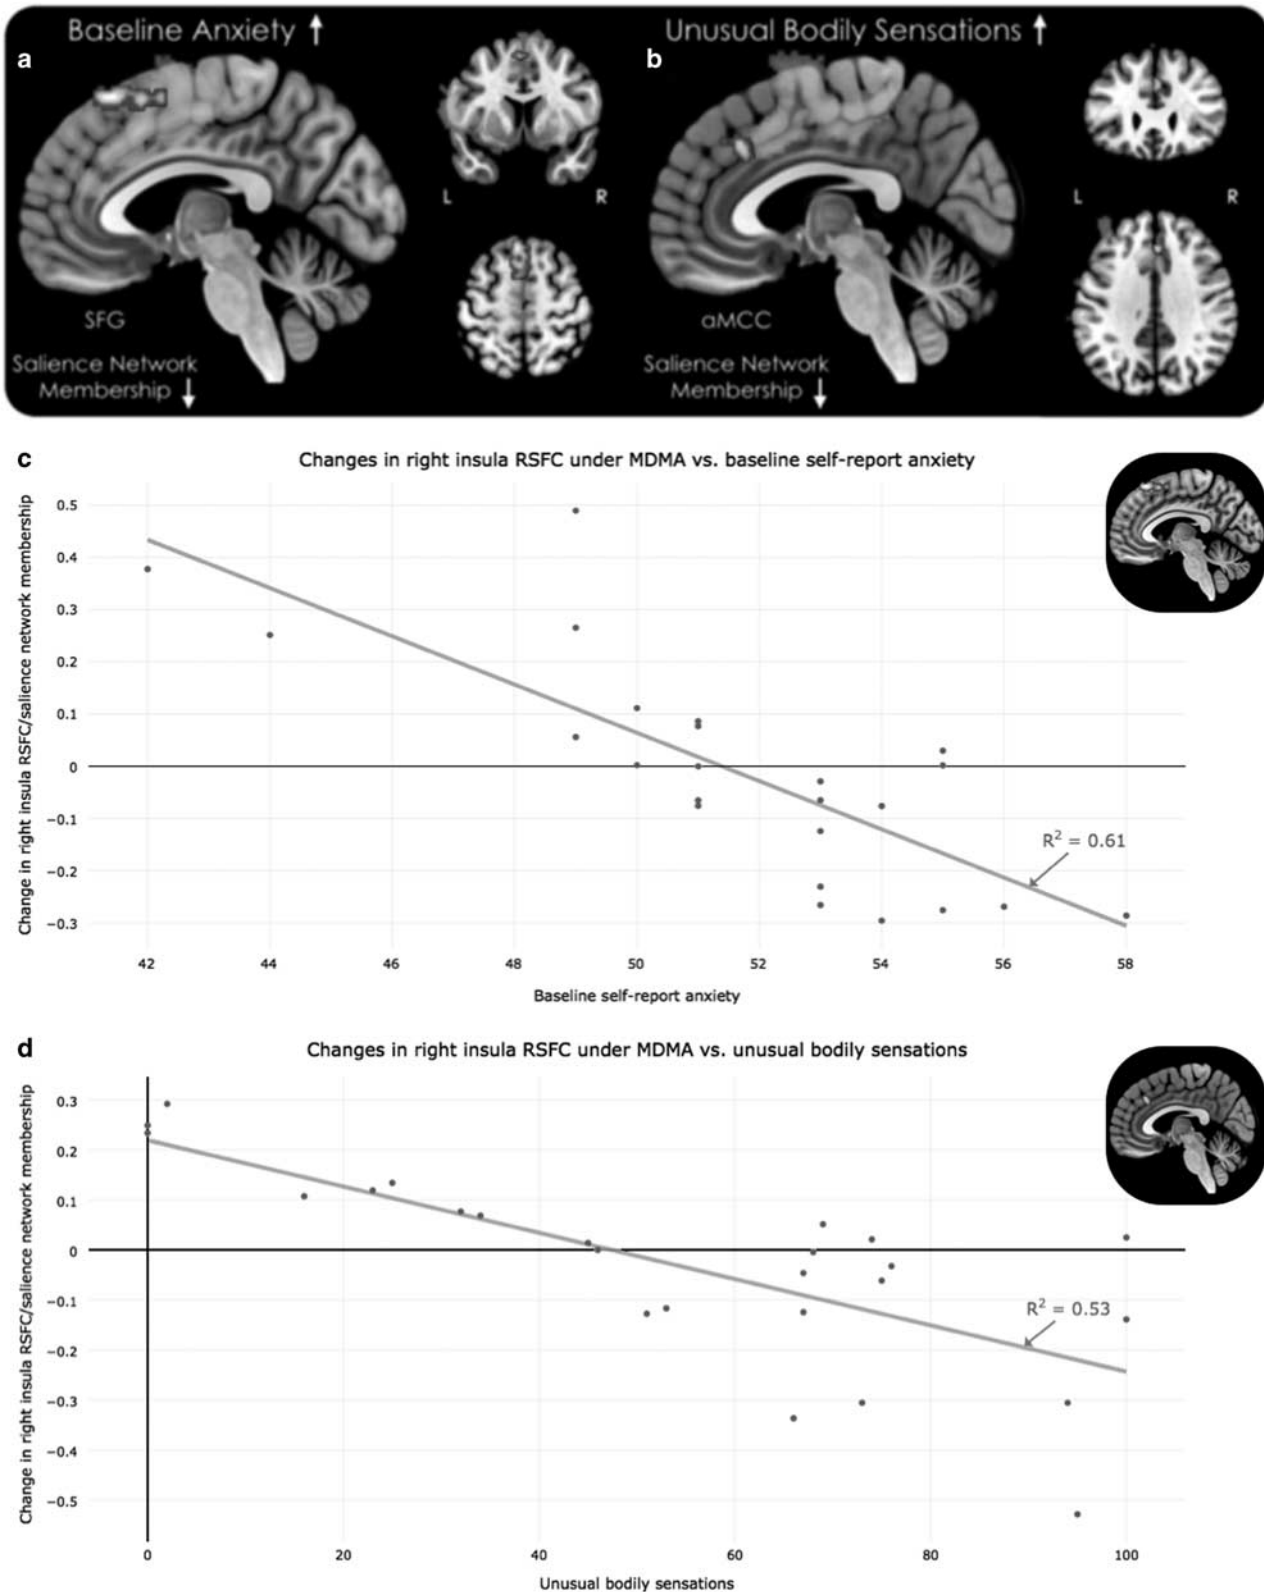 Baseline Anxiety ↑
a
L R
SFG
Salience Network
Membership ↓
Unusual Bodily Sensations ↑
b
L R
aMCC
Salience Network
Membership ↓
c
Changes in right insula RSFC under MDMA vs. baseline self-report anxiety
Change in right insula RSFC/salience network membership
0.5
0.4
0.3
0.2
0.1
0
−0.1
−0.2
−0.3
R² = 0.61
42 44 46 48 50 52 54 56 58
Baseline self-report anxiety
d
Changes in right insula RSFC under MDMA vs. unusual bodily sensations
Change in right insula RSFC/salience network membership
0.3
0.2
0.1
0
−0.1
−0.2
−0.3
−0.4
−0.5
R² = 0.53
0 20 40 60 80 100
Unusual bodily sensations